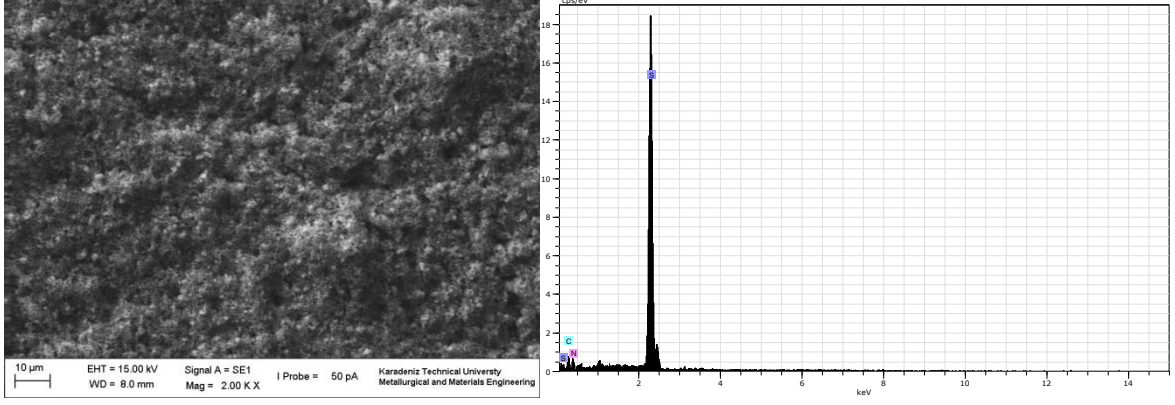 cps/eV
18
16
14
12
10
8
6
4
2
0
S
C
S
N
2 4 6 8 10 12 14
keV
10 µm
EHT = 15.00 kV
WD = 8.0 mm
Signal A = SE1
Mag = 2.00 K X
I Probe = 50 pA
Karadeniz Technical Universty
Metallurgical and Materials Engineering